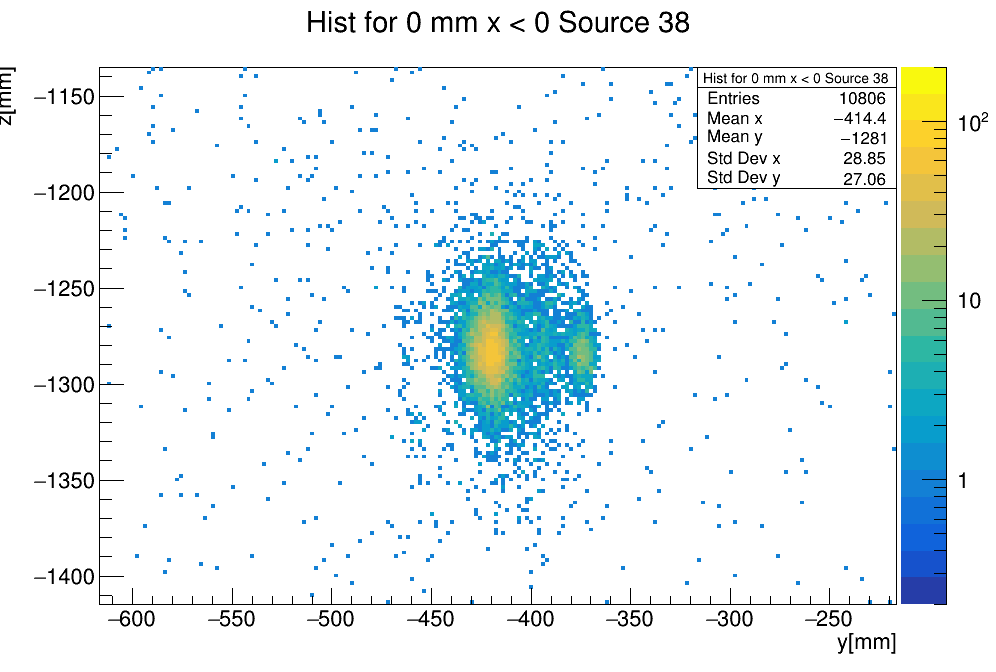 Hist for 0 mm x < 0 Source 38
z[mm]
Hist for 0 mm x < 0 Source 38
Entries 10806
Mean x −414.4
Mean y −1281
Std Dev x 28.85
Std Dev y 27.06
−1150
−1200
−1250
−1300
−1350
−1400
10²
10
1
−600 −550 −500 −450 −400 −350 −300 −250
y[mm]